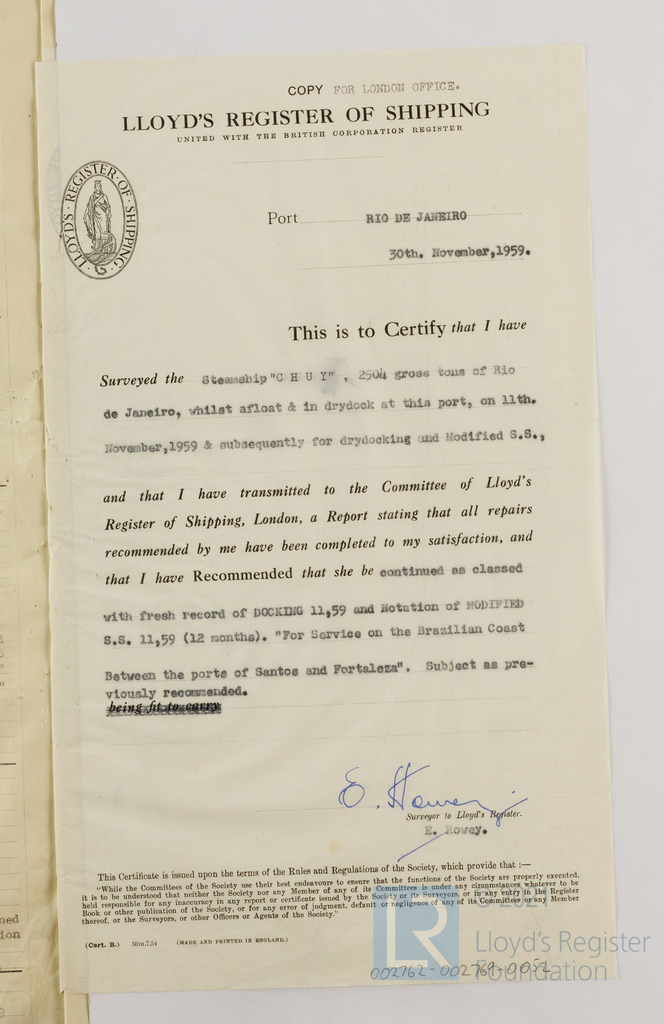 COPY FOR LONDON OFFICE.
LLOYD'S REGISTER OF SHIPPING
UNITED WITH THE BRITISH CORPORATION REGISTER
LLOYD'S REGISTER OF SHIPPING
Port RIO DE JANEIRO
30th. November,1959.
This is to Certify that I have
Surveyed the Steamship "C H U Y" , 2504 gross tons of Rio
de Janeiro, whilst afloat & in drydock at this port, on 11th.
November,1959 & subsequently for drydocking and Modified S.S.,
and that I have transmitted to the Committee of Lloyd's
Register of Shipping, London, a Report stating that all repairs
recommended by me have been completed to my satisfaction, and
that I have Recommended that she be continued as classed
with fresh record of DOCKING 11,59 and Notation of MODIFIED
S.S. 11,59 (12 months). "For Service on the Brazilian Coast
Between the ports of Santos and Fortaleza". Subject as pre-
viously recommended.
being fit to carry
Surveyor to Lloyd's Register.
E. Howey.
This Certificate is issued upon the terms of the Rules and Regulations of the Society, which provide that :—
"While the Committees of the Society use their best endeavours to ensure that the functions of the Society are properly executed,
it is to be understood that neither the Society nor any Member of any of its Committees is under any circumstances whatever to be
held responsible for any inaccuracy in any report or certificate issued by the Society or its Surveyors, or in any entry in the Register
Book or other publication of the Society, or for any error of judgment, default or negligence of any of its Committees or any Member
thereof, or the Surveyors, or other Officers or Agents of the Society."
(Cert. B.) 50m.7.54 (MADE AND PRINTED IN ENGLAND.)
© 2021
LR
Lloyd's Register
Foundation
002762-002769-0052